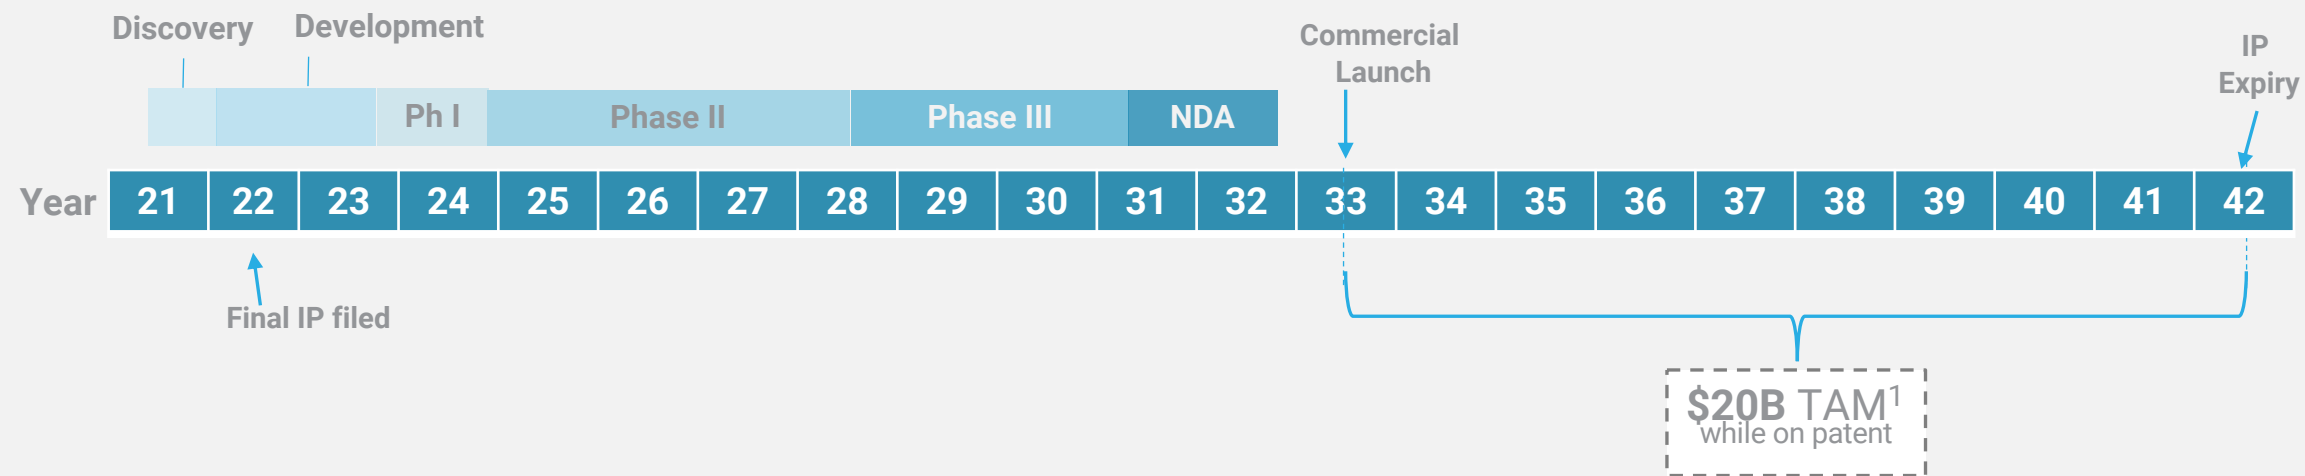 Discovery
Development
Commercial
Launch
IP
Expiry
Ph I
Phase II
Phase III
NDA
Year 21 22 23 24 25 26 27 28 29 30 31 32 33 34 35 36 37 38 39 40 41 42
Final IP filed
$20B TAM¹
while on patent